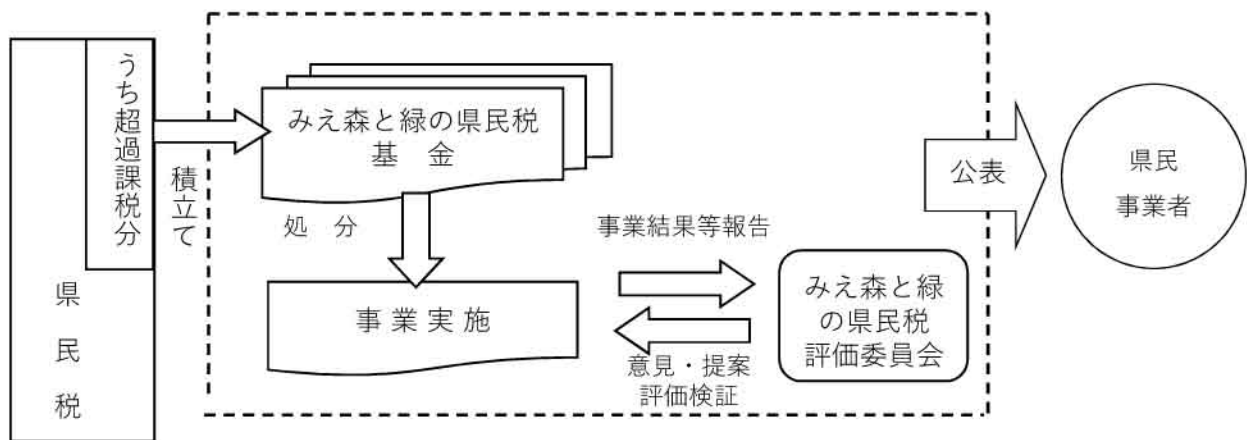 うち超過課税分
県民税
積立て
みえ森と緑の県民税
基 金
処 分
事 業 実 施
事業結果等報告
意見・提案
評価検証
みえ森と緑
の県民税
評価委員会
公表
県民
事業者